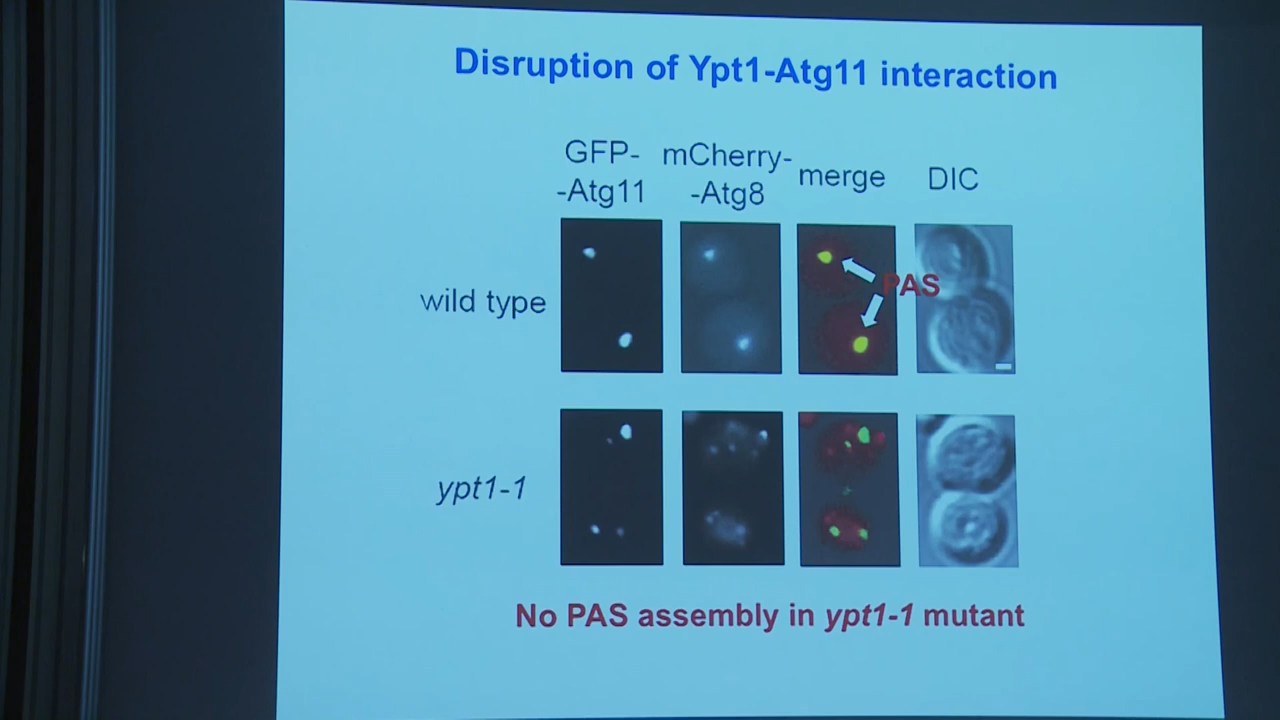 Disruption of Ypt1-Atg11 interaction
GFP- mCherry- merge DIC
-Atg11 -Atg8
PAS
wild type
ypt1-1
No PAS assembly in ypt1-1 mutant